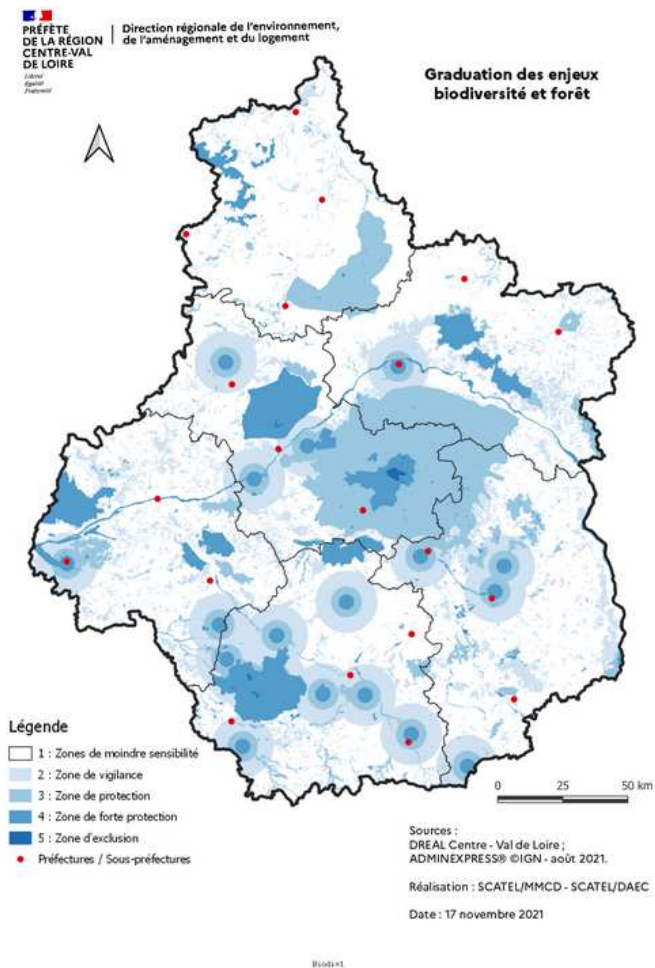 PRÉFÈTE
DE LA RÉGION
CENTRE-VAL
DE LOIRE
Liberté
Égalité
Fraternité
Direction régionale de l'environnement,
de l'aménagement et du logement
Graduation des enjeux
biodiversité et forêt
Légende
1 : Zones de moindre sensibilité
2 : Zone de vigilance
3 : Zone de protection
4 : Zone de forte protection
5 : Zone d'exclusion
Préfectures / Sous-préfectures
0 25 50 km
Sources :
DREAL Centre - Val de Loire ;
ADMINEXPRESS® ©IGN - août 2021.
Réalisation : SCATEL/MMCD - SCATEL/DAEC
Date : 17 novembre 2021